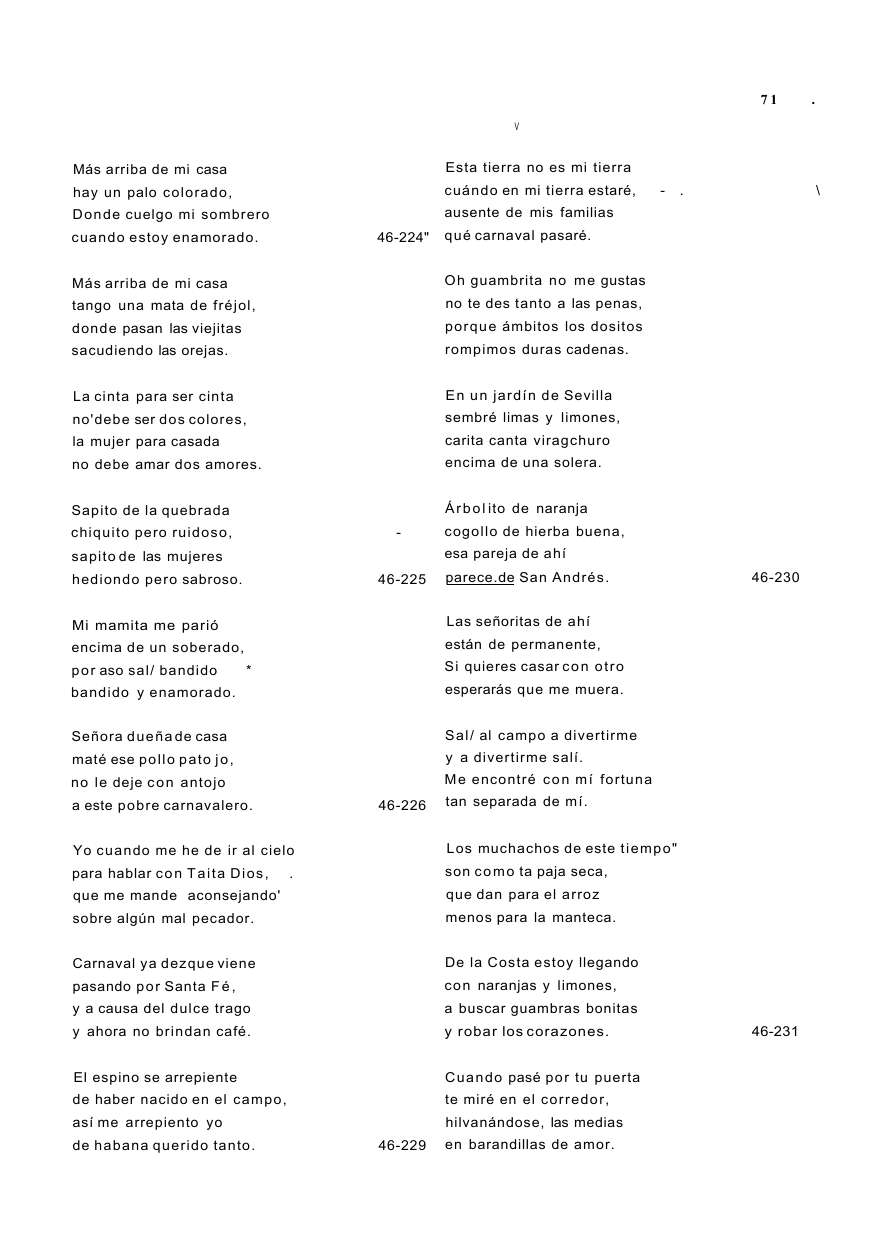 71 .
V
Más arriba de mi casa
hay un palo colorado,
Donde cuelgo mi sombrero
cuando estoy enamorado. 46-224"

Más arriba de mi casa
tango una mata de fréjol,
donde pasan las viejitas
sacudiendo las orejas.

La cinta para ser cinta
no'debe ser dos colores,
la mujer para casada
no debe amar dos amores.

Sapito de la quebrada
chiquito pero ruidoso, -
sapito de las mujeres
hediondo pero sabroso. 46-225

Mi mamita me parió
encima de un soberado,
por aso sal/ bandido *
bandido y enamorado.

Señora dueña de casa
maté ese pollo pato jo,
no le deje con antojo
a este pobre carnavalero. 46-226

Yo cuando me he de ir al cielo
para hablar con Taita Dios, .
que me mande aconsejando'
sobre algún mal pecador.

Carnaval ya dezque viene
pasando por Santa Fé,
y a causa del dulce trago
y ahora no brindan café.

El espino se arrepiente
de haber nacido en el campo,
así me arrepiento yo
de habana querido tanto. 46-229

Esta tierra no es mi tierra
cuándo en mi tierra estaré, - . \
ausente de mis familias
qué carnaval pasaré.

Oh guambrita no me gustas
no te des tanto a las penas,
porque ámbitos los dositos
rompimos duras cadenas.

En un jardín de Sevilla
sembré limas y limones,
carita canta viragchuro
encima de una solera.

Árbolito de naranja
cogollo de hierba buena,
esa pareja de ahí
parece.de San Andrés. 46-230

Las señoritas de ahí
están de permanente,
Si quieres casar con otro
esperarás que me muera.

Sal/ al campo a divertirme
y a divertirme salí.
Me encontré con mí fortuna
tan separada de mí.

Los muchachos de este tiempo"
son como ta paja seca,
que dan para el arroz
menos para la manteca.

De la Costa estoy llegando
con naranjas y limones,
a buscar guambras bonitas
y robar los corazones. 46-231

Cuando pasé por tu puerta
te miré en el corredor,
hilvanándose, las medias
en barandillas de amor.